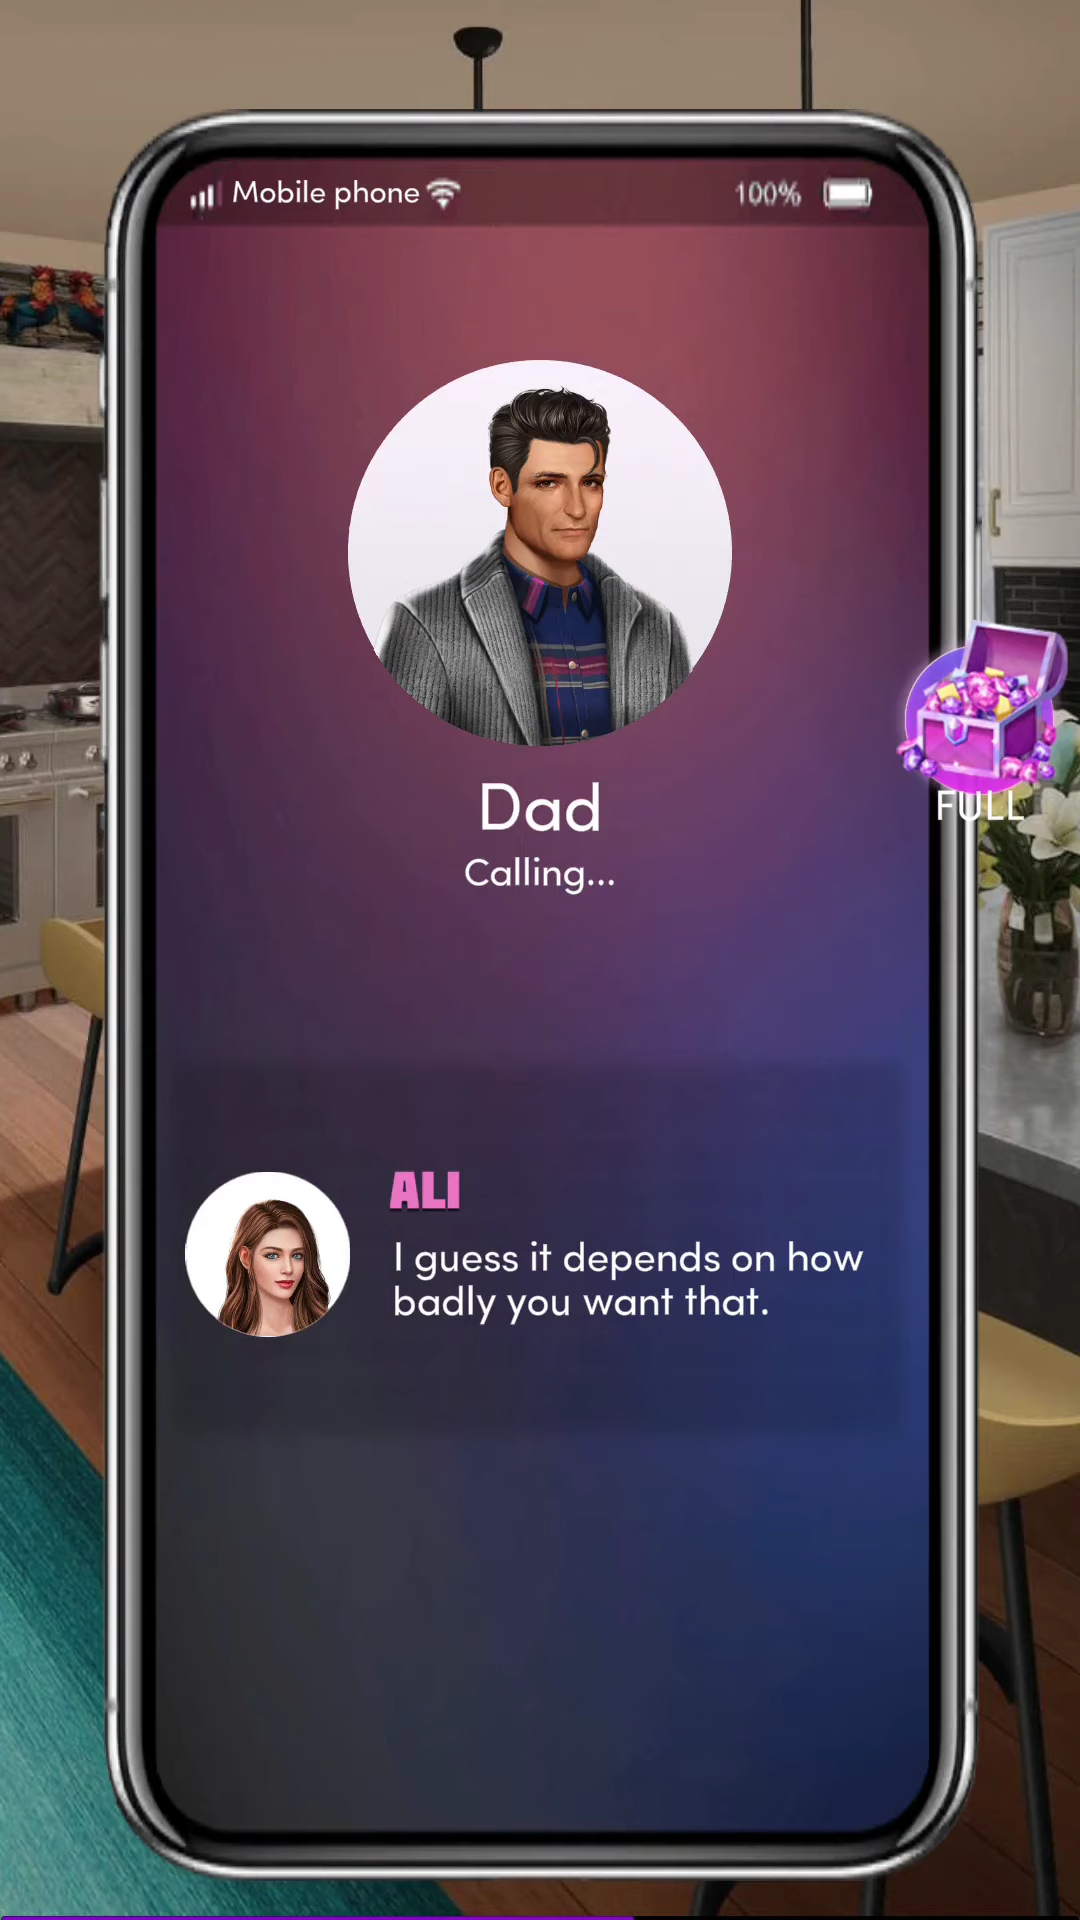 Mobile phone
100%
FULL
Dad
Calling...
ALI
I guess it depends on how
badly you want that.